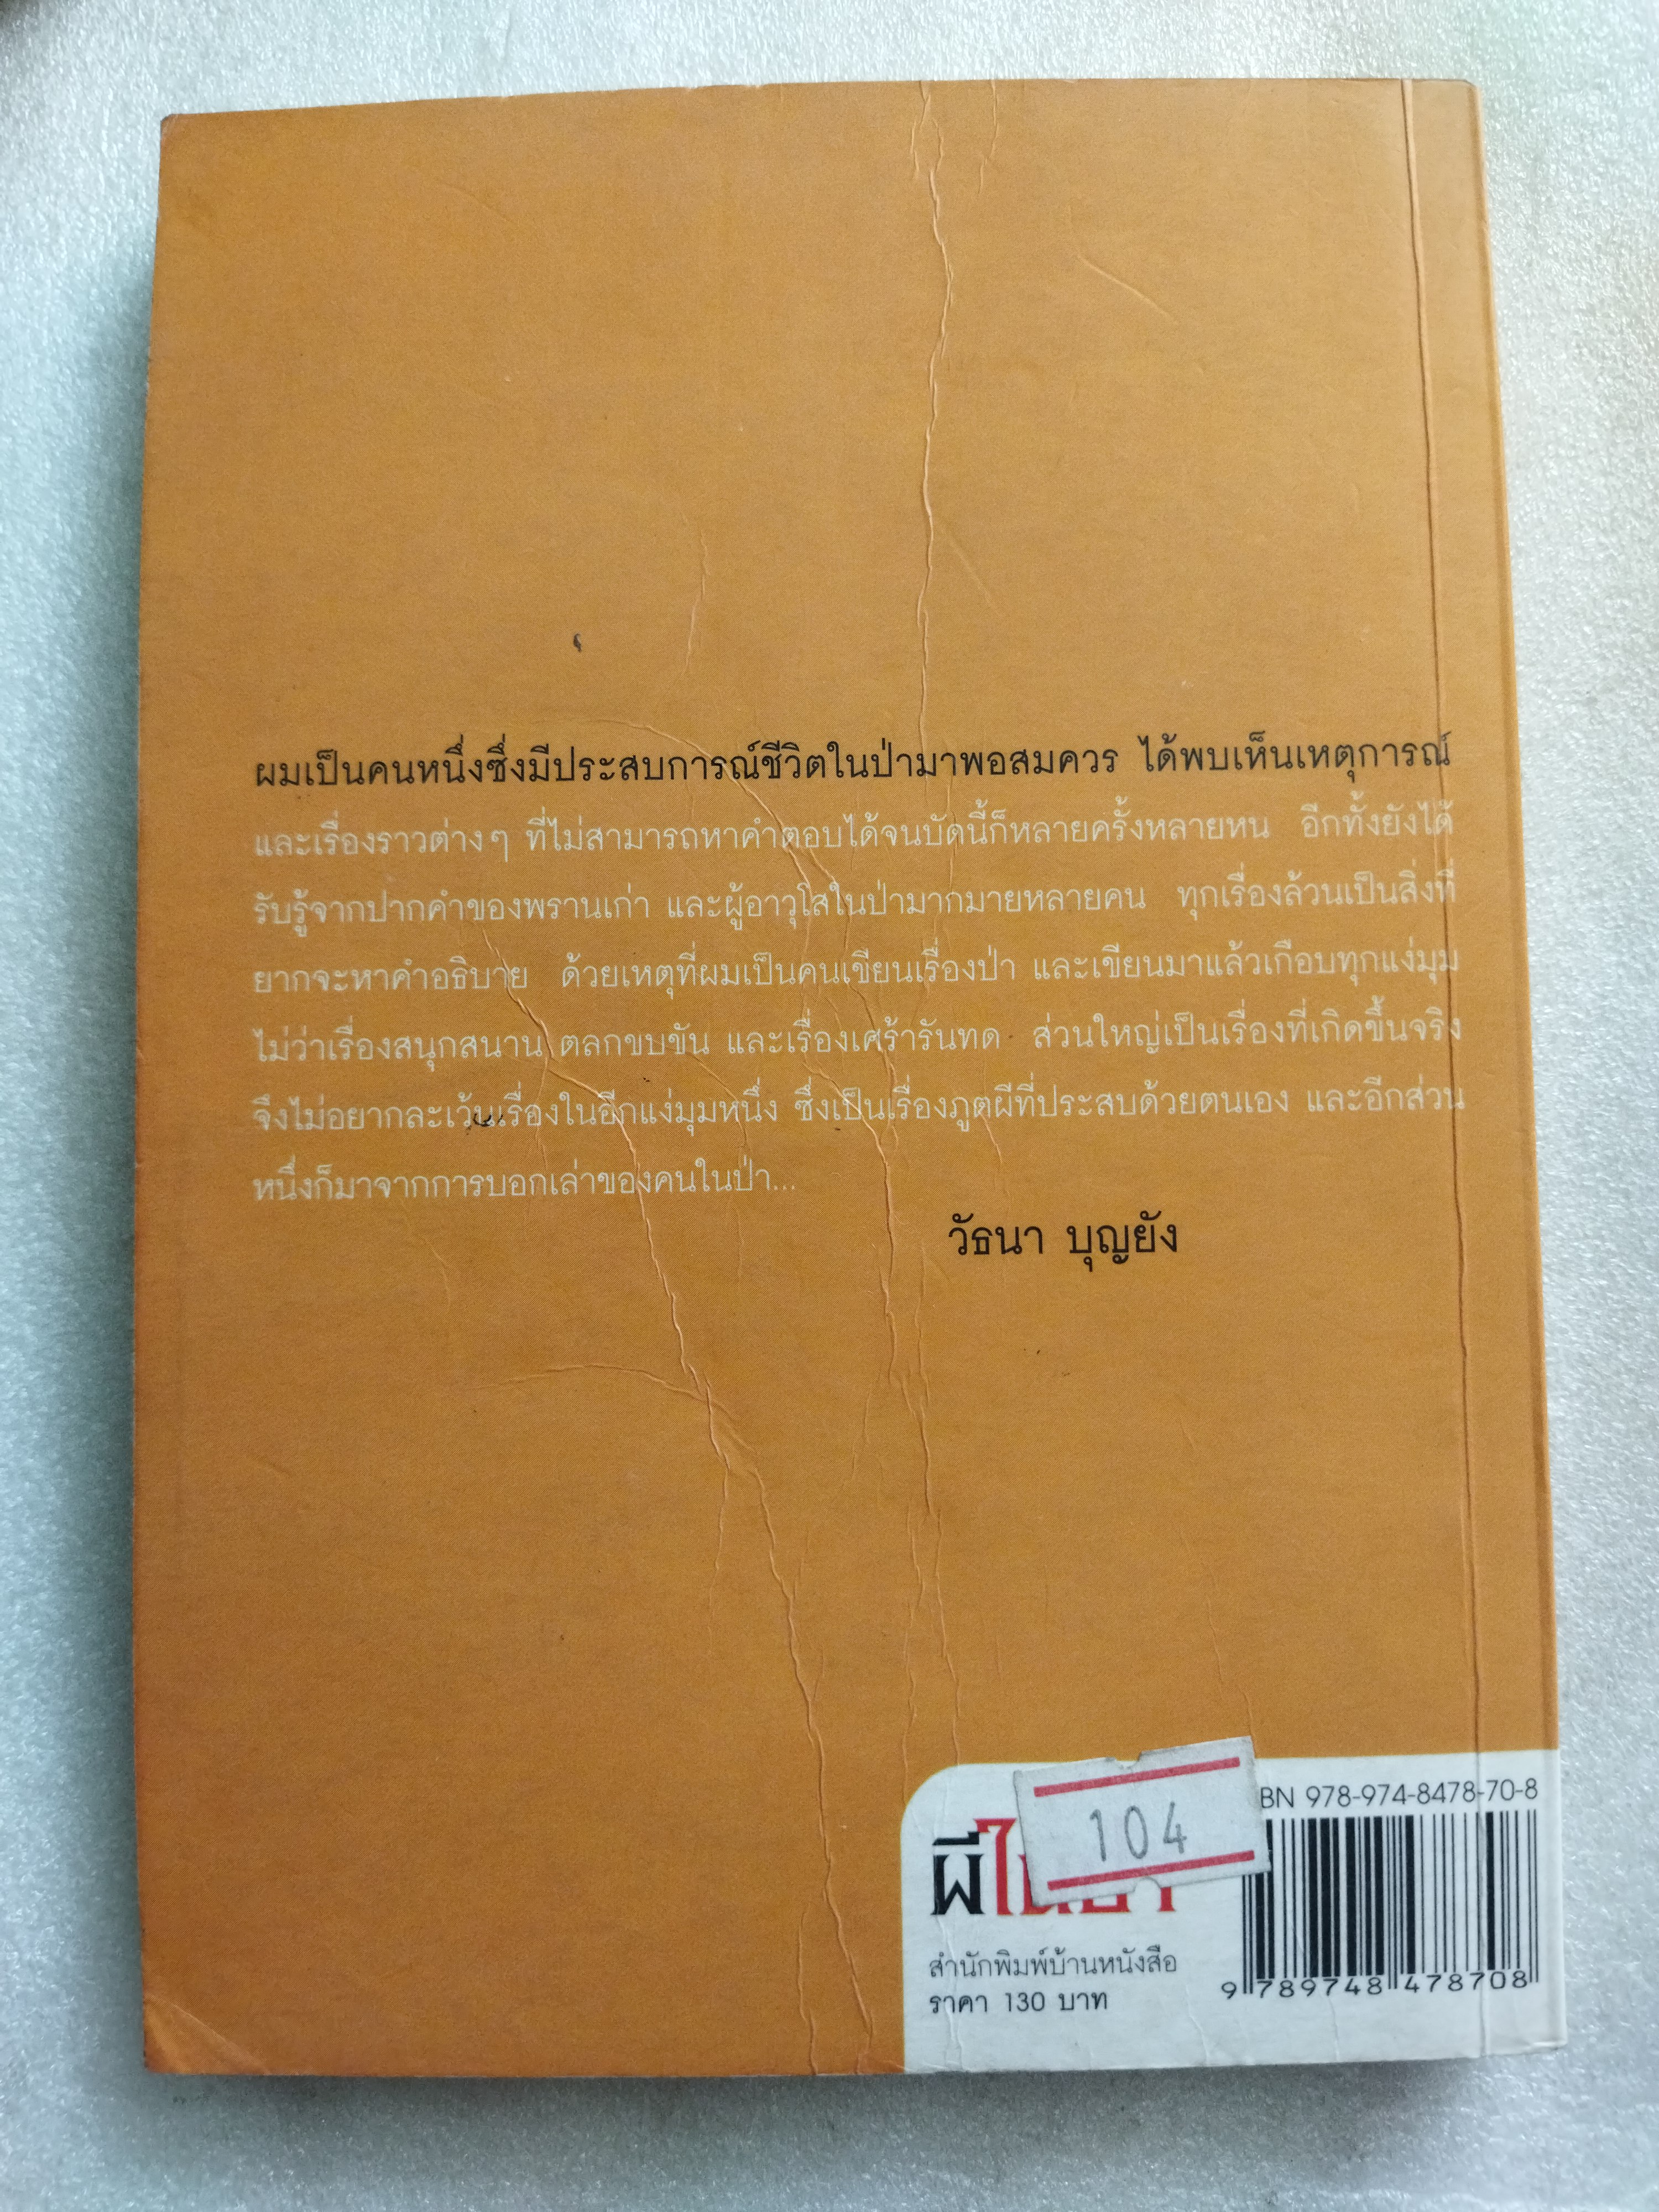 ผมเป็นคนหนึ่งซึ่งมีประสบการณ์ชีวิตในป่ามาพอสมควร ได้พบเห็นเหตุการณ์
และเรื่องราวต่างๆ ที่ไม่สามารถหาคำตอบได้จนบัดนี้ก็หลายครั้งหลายหน อีกทั้งยังได้
รับรู้จากปากคำของพรานเก่า และผู้อาวุโสในป่ามากมายหลายคน ทุกเรื่องล้วนเป็นสิ่งที่
ยากจะหาคำอธิบาย ด้วยเหตุที่ผมเป็นคนเขียนเรื่องป่า และเขียนมาแล้วเกือบทุกแง่มุม
ไม่ว่าเรื่องสนุกสนาน ตลกขบขัน และเรื่องเศร้ารันทด ส่วนใหญ่เป็นเรื่องที่เกิดขึ้นจริง
จึงไม่อยากละเว้นเรื่องในอีกแง่มุมหนึ่ง ซึ่งเป็นเรื่องภูตผีที่ประสบด้วยตนเอง และอีกส่วน
หนึ่งก็มาจากการบอกเล่าของคนในป่า...
วัธนา บุญยัง
BN 978-974-8478-70-8
104
ผี
สำนักพิมพ์บ้านหนังสือ
ราคา 130 บาท
9 789748 478708